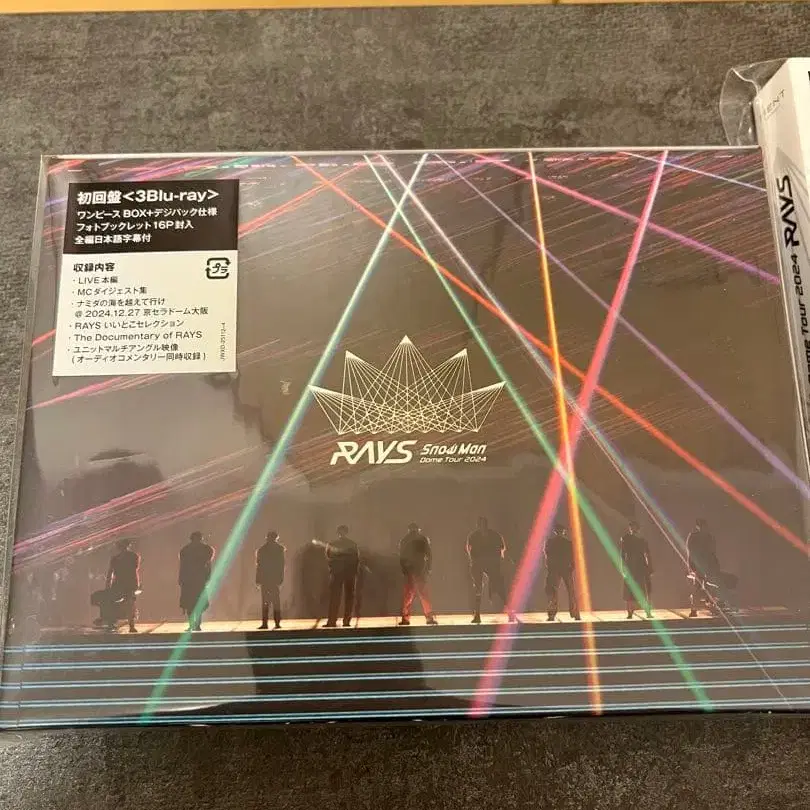 初回盤<3Blu-ray>
ワンピースBOX+デジパック仕様
フォトブックレット16P封入
全編日本語字幕付
収録内容
プラ
・LIVE本編
・MCダイジェスト集
・ナミダの海を越えて行け
@ 2024.12.27 京セラドーム大阪
・RAYS いいとこセレクション
・The Documentary of RAYS
・ユニットマルチアングル映像
(オーディオコメンタリー同時収録)
RAYS Snow Man
Dome Tour 2024
RAYS
Tour 2024